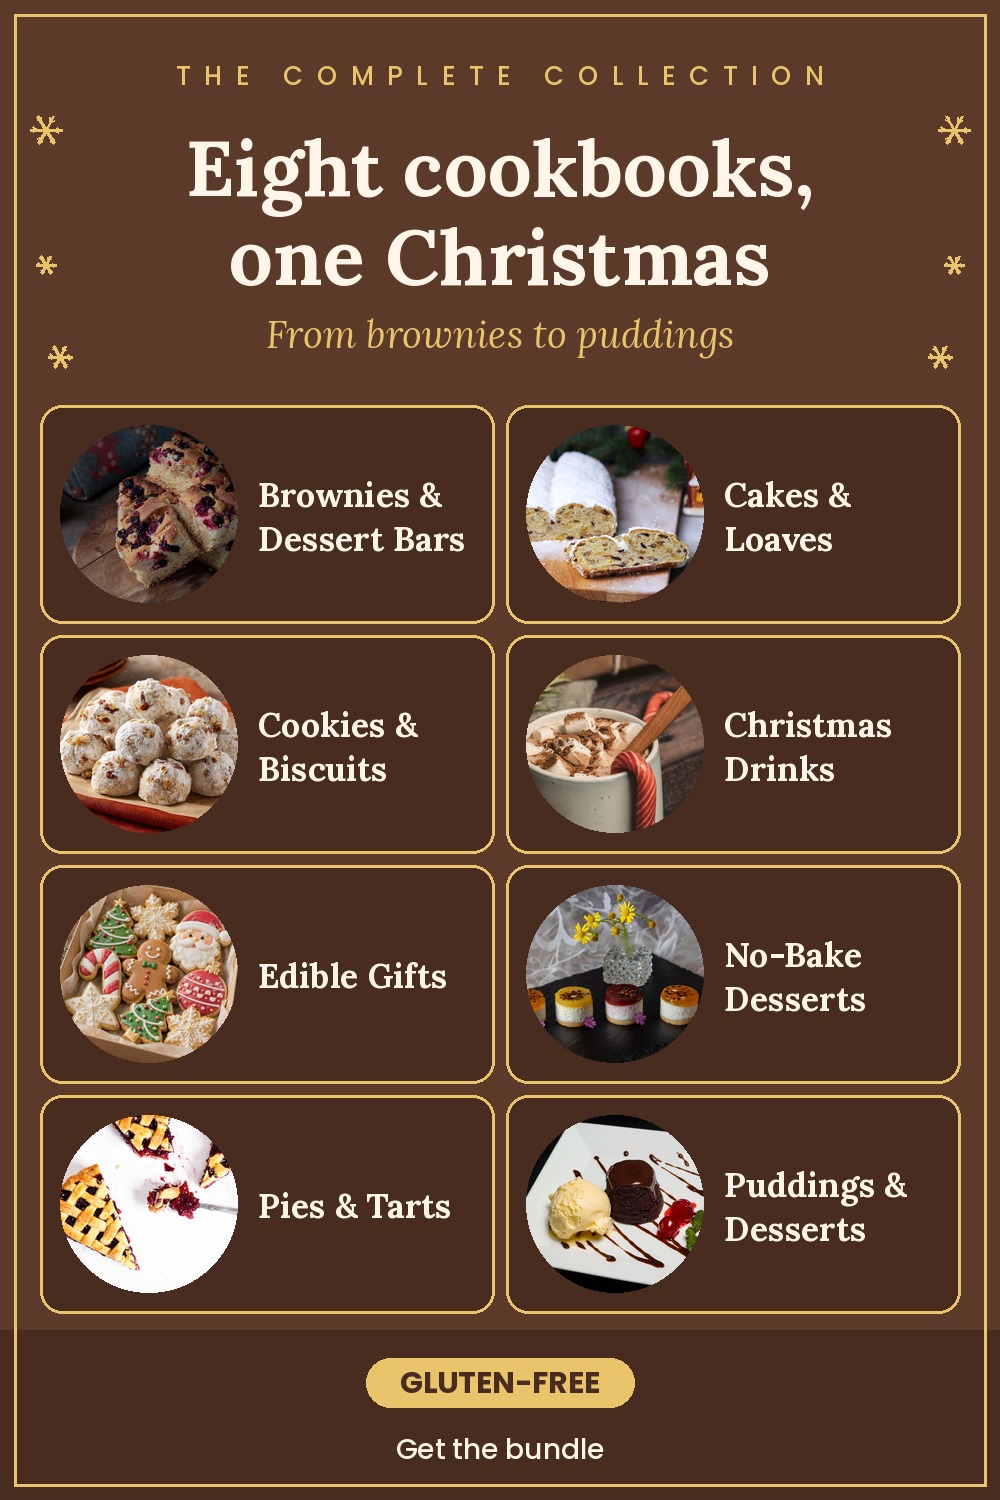 THE COMPLETE COLLECTION
Eight cookbooks,
one Christmas
From brownies to puddings
Brownies &
Dessert Bars
Cakes &
Loaves
Cookies &
Biscuits
Christmas
Drinks
Edible Gifts
No-Bake
Desserts
Pies & Tarts
Puddings &
Desserts
GLUTEN-FREE
Get the bundle